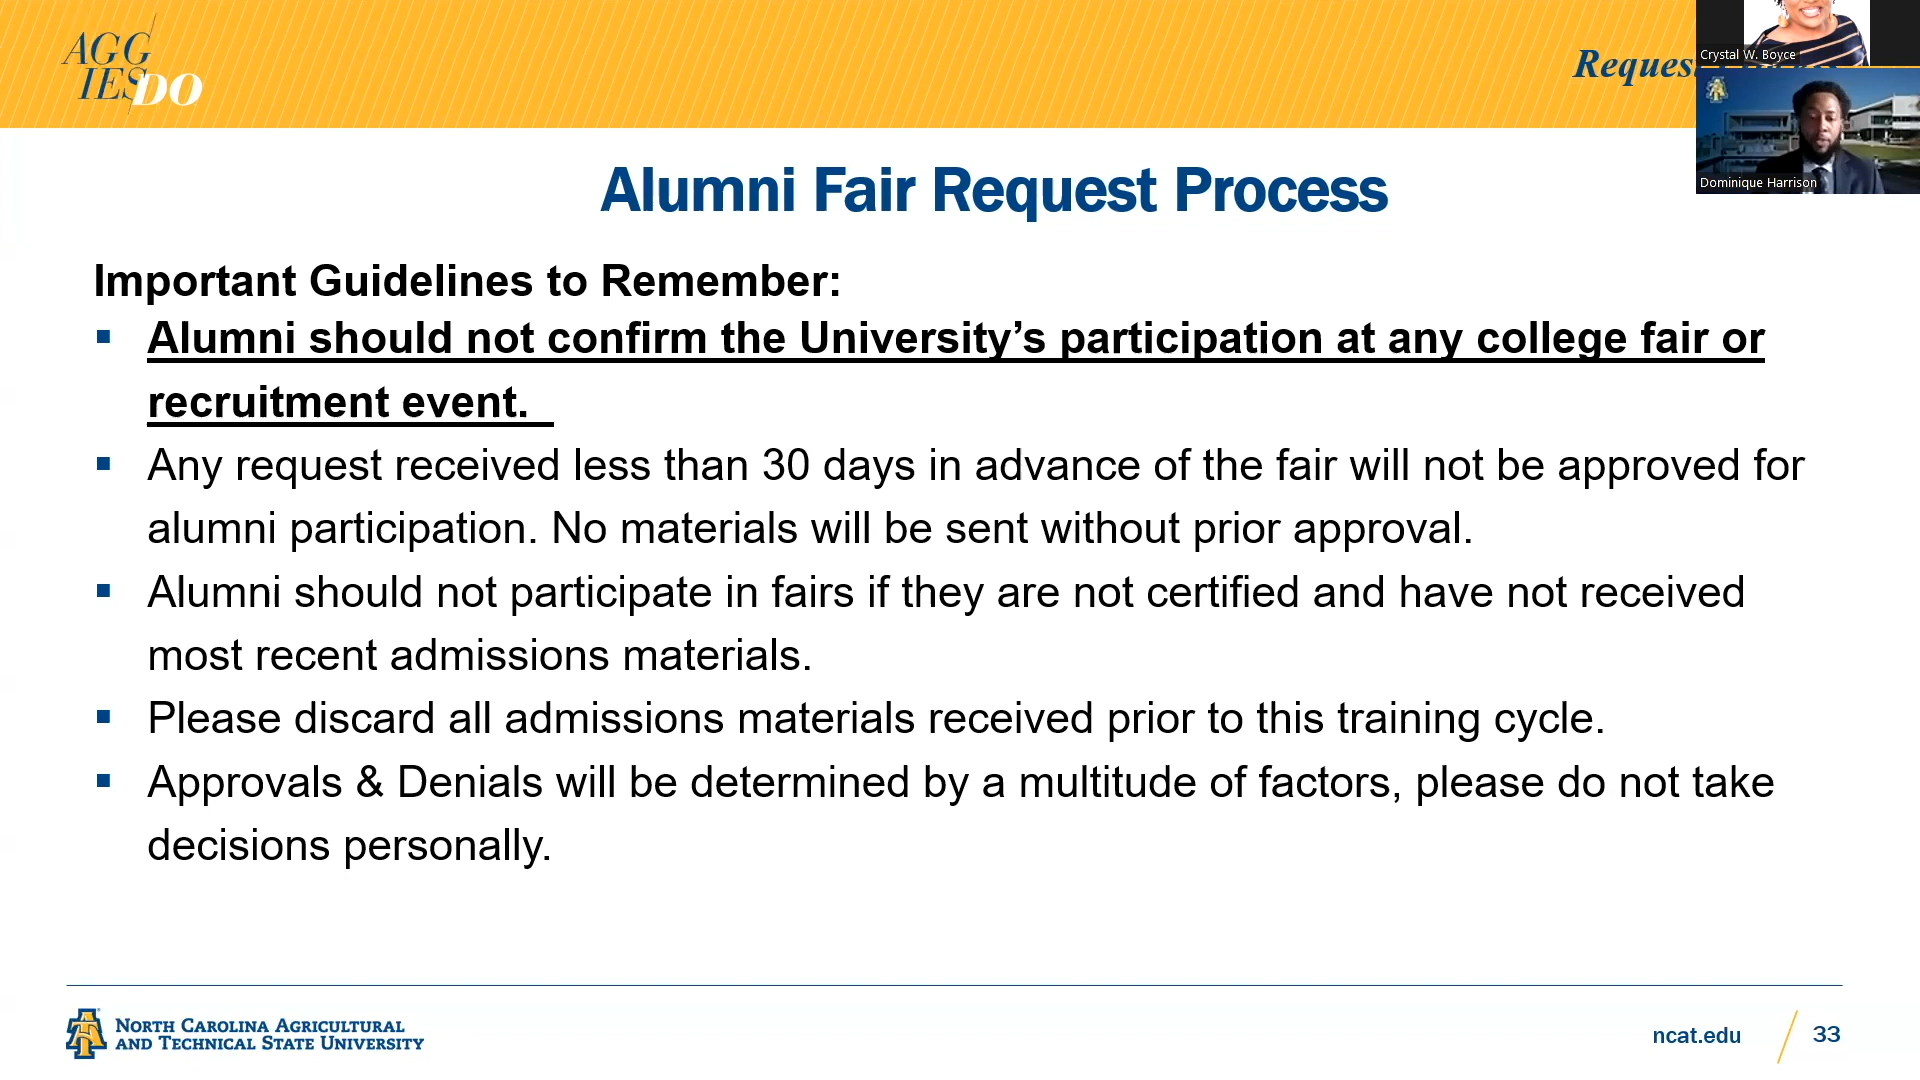 AGG
IES DO
Crystal W. Boyce
Dominique Harrison
Alumni Fair Request Process
Important Guidelines to Remember:
▪ Alumni should not confirm the University’s participation at any college fair or
recruitment event.
▪ Any request received less than 30 days in advance of the fair will not be approved for
alumni participation. No materials will be sent without prior approval.
▪ Alumni should not participate in fairs if they are not certified and have not received
most recent admissions materials.
▪ Please discard all admissions materials received prior to this training cycle.
▪ Approvals & Denials will be determined by a multitude of factors, please do not take
decisions personally.
NORTH CAROLINA AGRICULTURAL
AND TECHNICAL STATE UNIVERSITY
ncat.edu
33